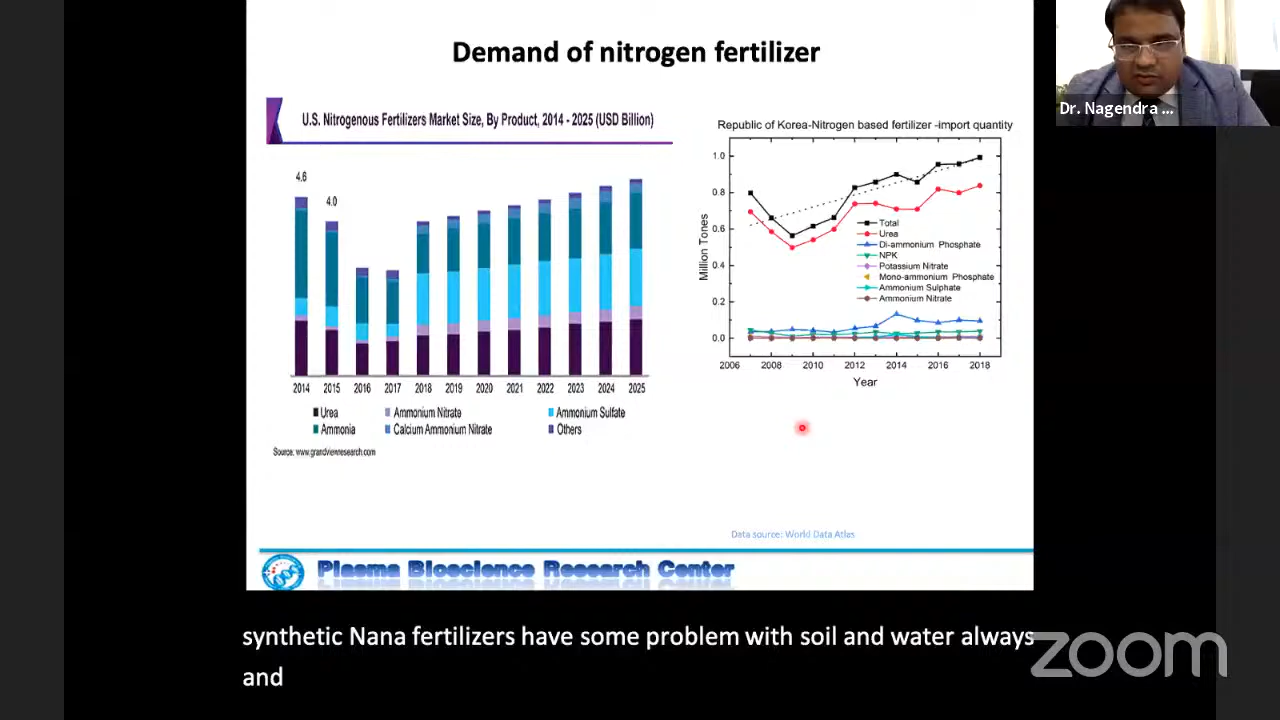 Demand of nitrogen fertilizer
U.S. Nitrogenous Fertilizers Market Size, By Product, 2014 - 2025 (USD Billion)
4.6
4.0
2014 2015 2016 2017 2018 2019 2020 2021 2022 2023 2024 2025
Urea Ammonium Nitrate Ammonium Sulfate
Ammonia Calcium Ammonium Nitrate Others
Source: www.grandviewresearch.com
Republic of Korea-Nitrogen based fertilizer -import quantity
Million Tones
1.0
0.8
0.6
0.4
0.2
0.0
Total
Urea
Di-ammonium Phosphate
NPK
Potassium Nitrate
Mono-ammonium Phosphate
Ammonium Sulphate
Ammonium Nitrate
2006 2008 2010 2012 2014 2016 2018
Year
Data source: World Data Atlas
Plasma Bioscience Research Center
Dr. Nagendra ...
synthetic Nana fertilizers have some problem with soil and water always
and
zoom